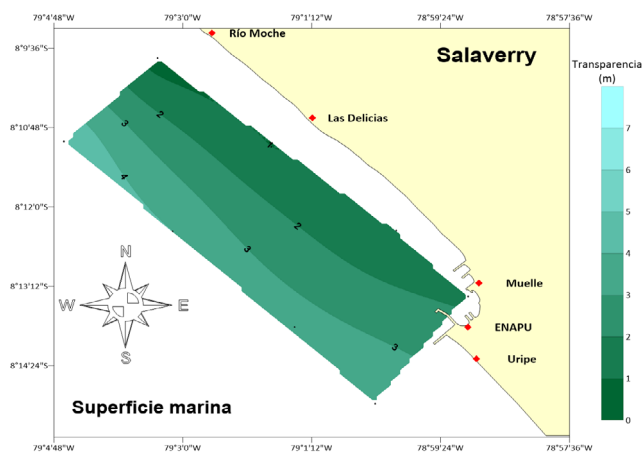 79°4'48"W 79°3'0"W 79°1'12"W 78°59'24"W 78°57'36"W
8°9'36"S
Río Moche
Salaverry
Transparencia
(m)
Las Delicias
8°10'48"S
8°12'0"S
8°13'12"S
8°14'24"S
1
2
3
4
2
3
3
N
W E
S
Muelle
ENAPU
Uripe
7
6
5
4
3
2
1
0
Superficie marina
79°4'48"W 79°3'0"W 79°1'12"W 78°59'24"W 78°57'36"W